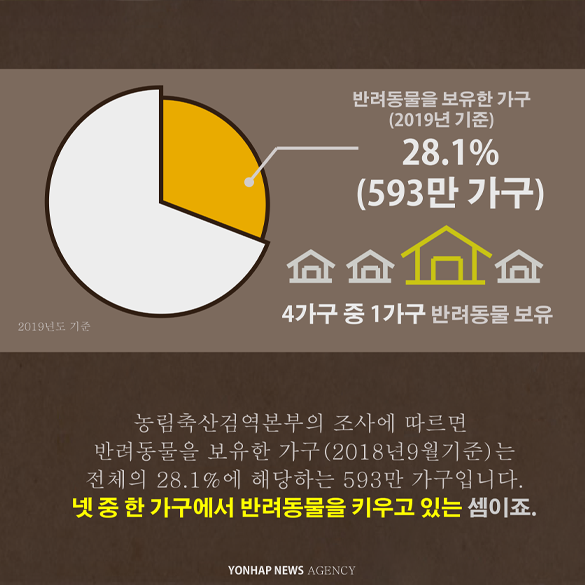 반려동물을 보유한 가구
(2019년 기준)
28.1%
(593만 가구)
4가구 중 1가구 반려동물 보유
2019년도 기준
농림축산검역본부의 조사에 따르면
반려동물을 보유한 가구(2018년9월기준)는
전체의 28.1%에 해당하는 593만 가구입니다.
넷 중 한 가구에서 반려동물을 키우고 있는 셈이죠.
YONHAP NEWS AGENCY